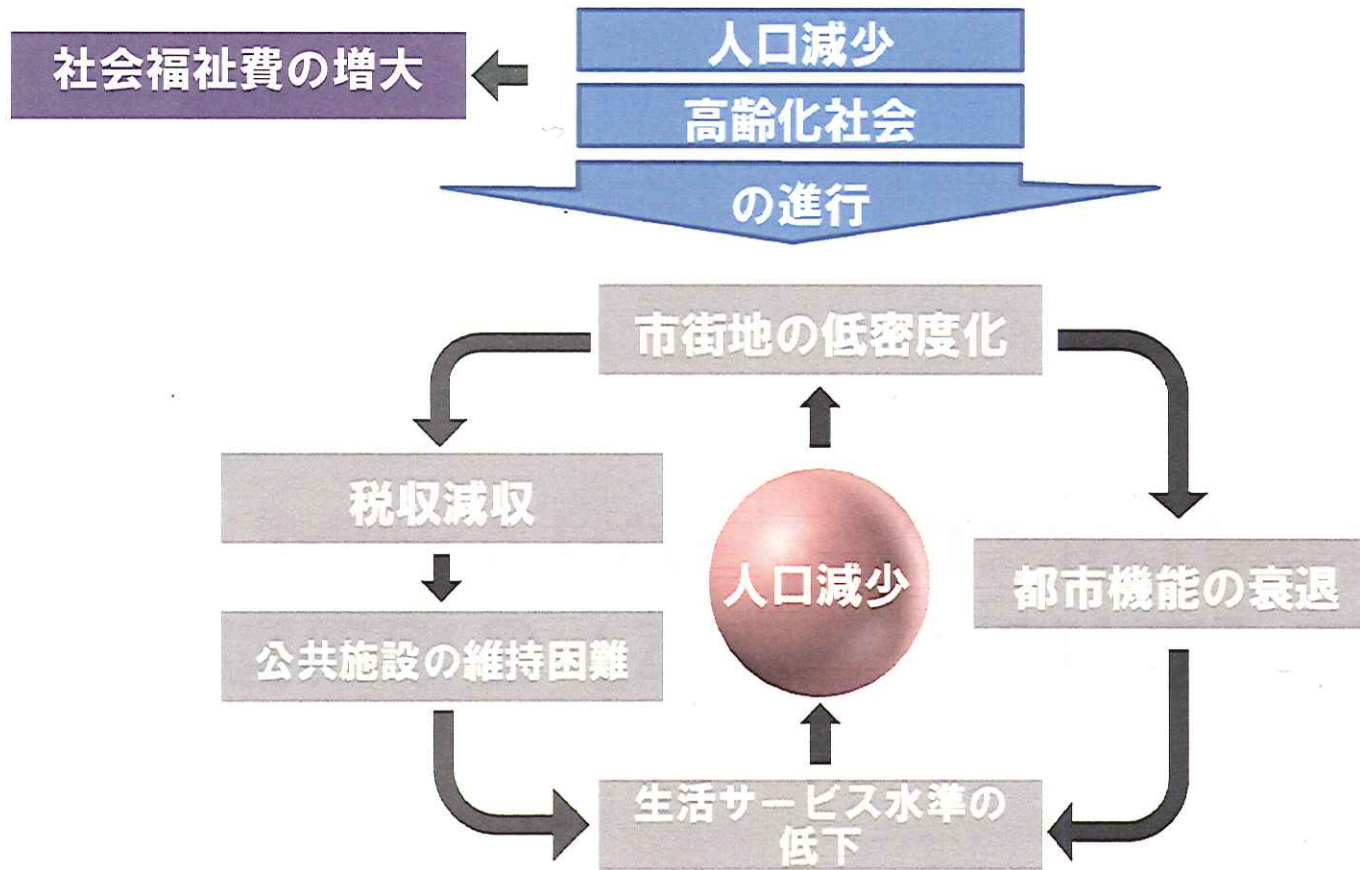 人口減少
社会福祉費の増大
高齢化社会
の進行
市街地の低密度化
税収減収
人口減少
都市機能の衰退
公共施設の維持困難
生活サービス水準の
低下